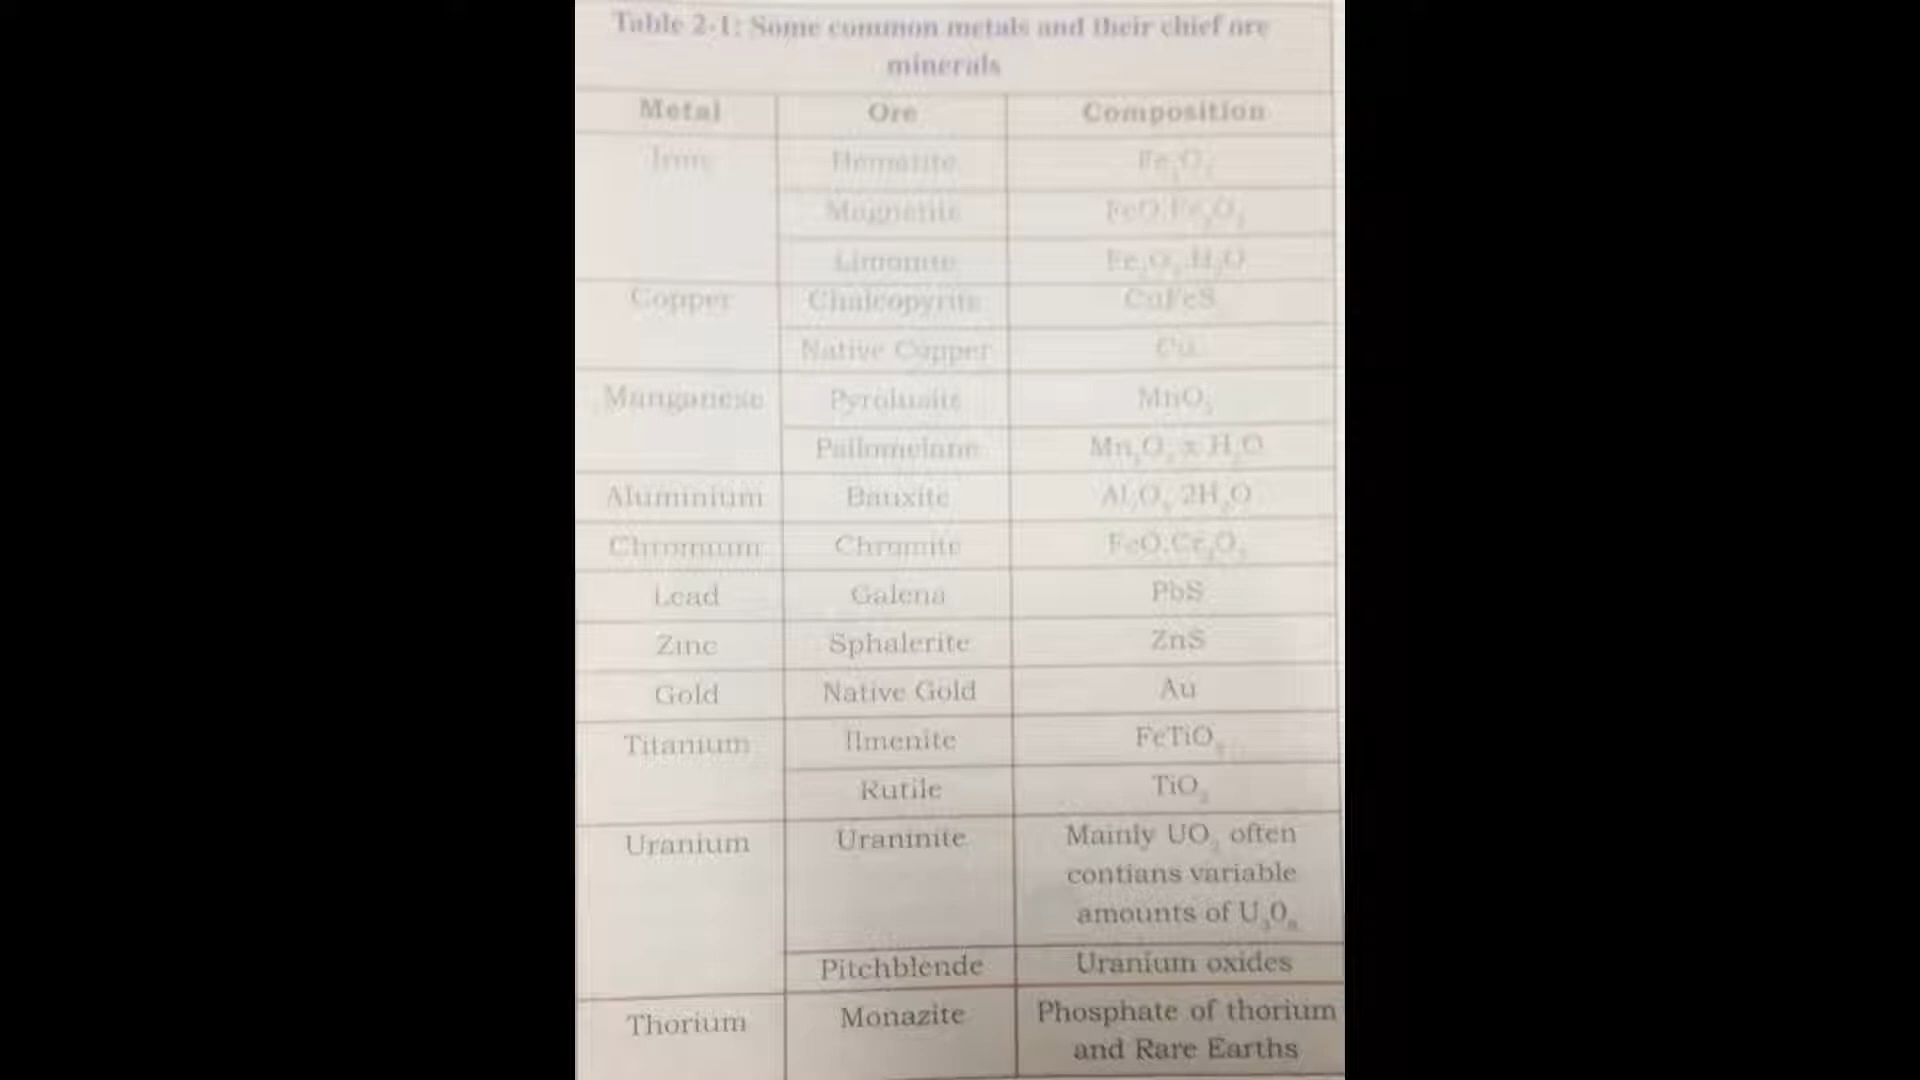 Table 2-1: Some common metals and their chief ore
minerals
Metal Ore Composition
Iron Hematite Fe₂O₃
Magnetite FeO.Fe₂O₃
Limonite Fe₂O₃.H₂O
Copper Chalcopyrite CuFeS
Native Copper Cu
Manganese Pyrolusite
Psilomelane
Aluminium Bauxite Al₂O₃ 2H₂O
Chromium Chromite FeO.Cr₂O₃
Lead Galena PbS
Zinc Sphalerite ZnS
Gold Native Gold Au
Titanium Ilmenite FeTiO₃
Rutile TiO₂
Uranium Uraninite Mainly UO₂ often
contians variable
amounts of U₃0₈
Pitchblende Uranium oxides
Thorium Monazite Phosphate of thorium
and Rare Earths